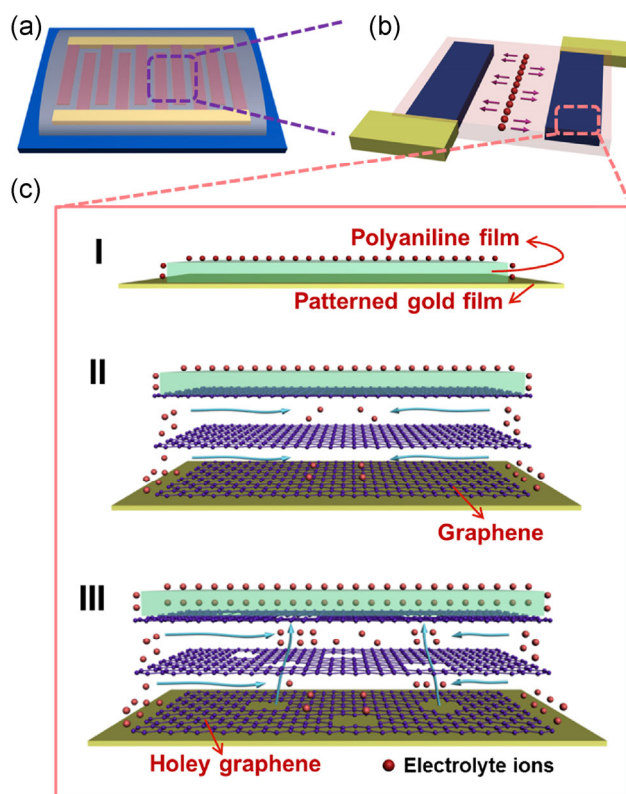 (a)
(b)
(c)
I
Polyaniline film
Patterned gold film
II
Graphene
III
Holey graphene
Electrolyte ions